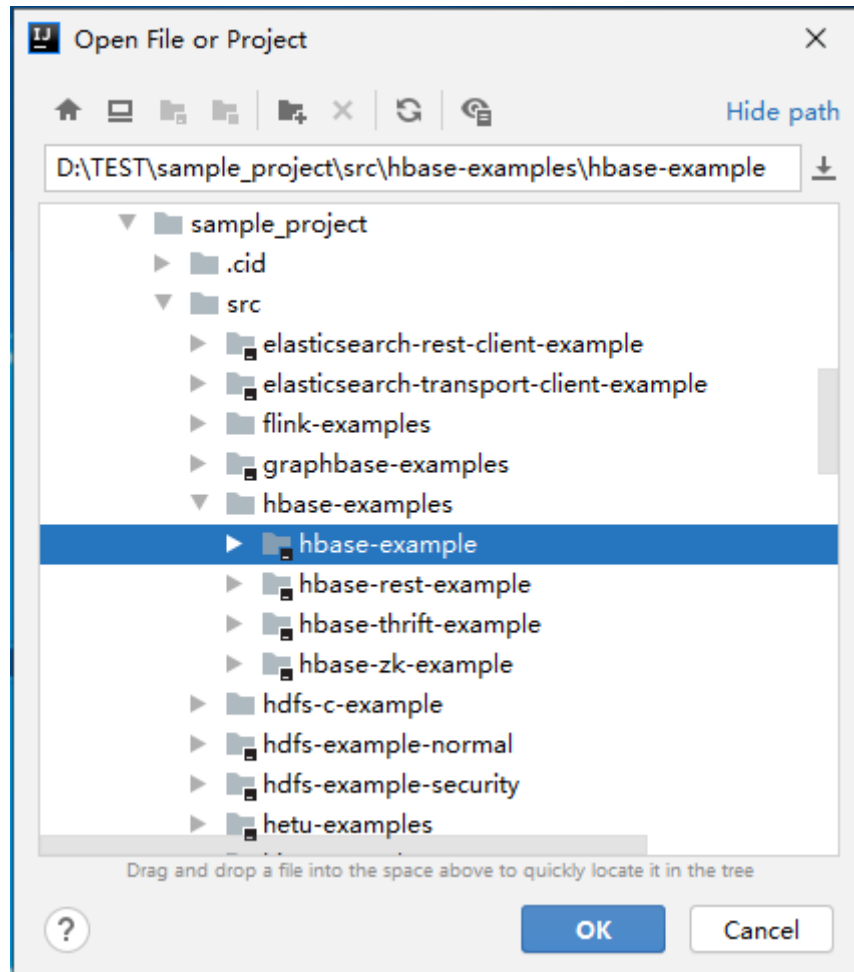 IJ
Open File or Project
Hide path
D:\TEST\sample_project\src\hbase-examples\hbase-example
sample_project
.cid
src
elasticsearch-rest-client-example
elasticsearch-transport-client-example
flink-examples
graphbase-examples
hbase-examples
hbase-example
hbase-rest-example
hbase-thrift-example
hbase-zk-example
hdfs-c-example
hdfs-example-normal
hdfs-example-security
hetu-examples
Drag and drop a file into the space above to quickly locate it in the tree
?
OK
Cancel